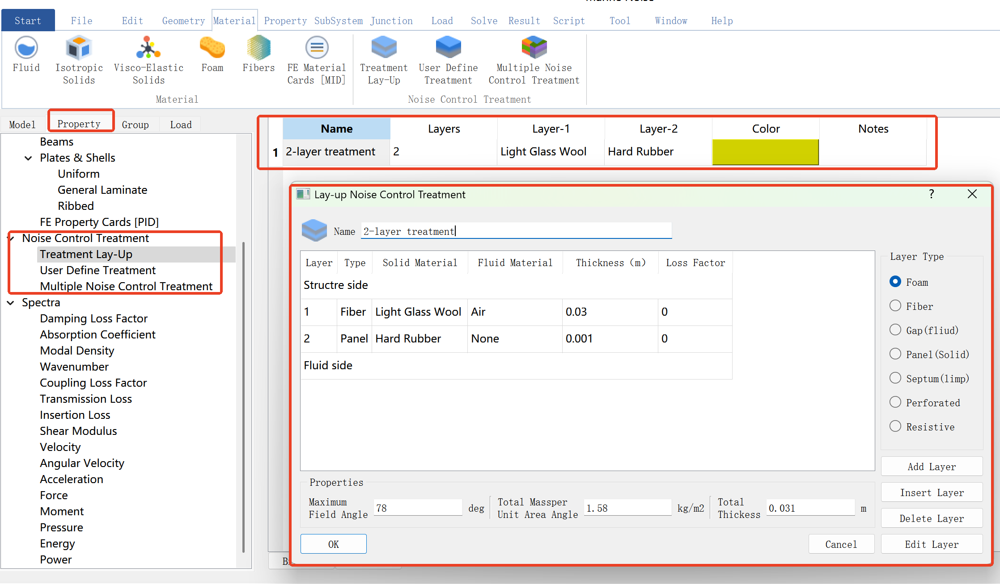 Start File Edit Geometry Material Property SubSystem Junction Load Solve Result Script Tool Window Help
Fluid
Isotropic Solids
Visco-Elastic Solids
Foam
Fibers
FE Material Cards [MID]
Treatment Lay-Up
User Define Treatment
Multiple Noise Control Treatment
Material
Noise Control Treatment
Model Property Group Load
Beams
Plates & Shells
Uniform
General Laminate
Ribbed
FE Property Cards [PID]
Noise Control Treatment
Treatment Lay-Up
User Define Treatment
Multiple Noise Control Treatment
Spectra
Damping Loss Factor
Absorption Coefficient
Modal Density
Wavenumber
Coupling Loss Factor
Transmission Loss
Insertion Loss
Shear Modulus
Velocity
Angular Velocity
Acceleration
Force
Moment
Pressure
Energy
Power
Name Layers Layer-1 Layer-2 Color Notes
1 2-layer treatment 2 Light Glass Wool Hard Rubber
Lay-up Noise Control Treatment ?
Name 2-layer treatment
Layer Type Solid Material Fluid Material Thickness (m) Loss Factor
Structre side
1 Fiber Light Glass Wool Air 0.03 0
2 Panel Hard Rubber None 0.001 0
Fluid side
Layer Type
Foam
Fiber
Gap(fliud)
Panel(Solid)
Septum(limp)
Perforated
Resistive
Add Layer
Insert Layer
Delete Layer
Edit Layer
Properties
Maximum Field Angle 78 deg
Total Massper Unit Area Angle 1.58 kg/m2
Total Thickess 0.031 m
OK
Cancel